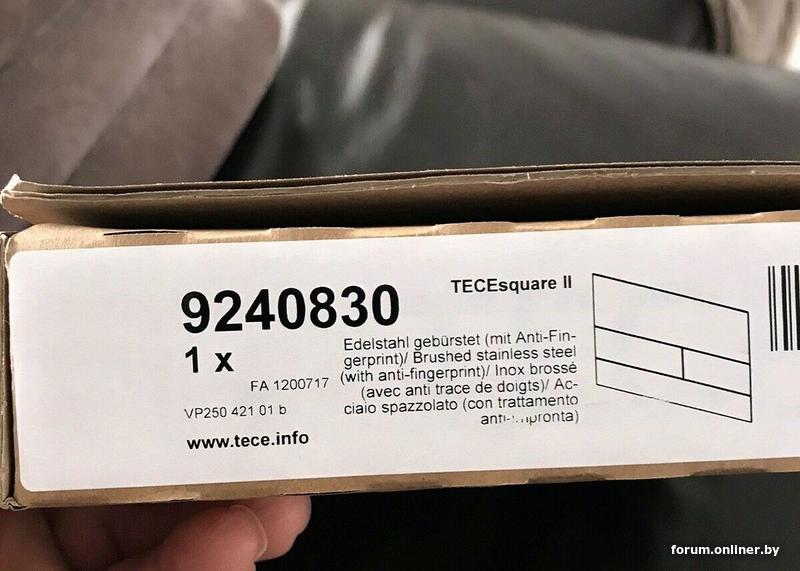 9240830
1 x
FA 1200717
VP250 421 01 b
www.tece.info
TECEsquare II
Edelstahl gebürstet (mit Anti-Fin-
gerprint)/ Brushed stainless steel
(with anti-fingerprint)/ Inox brossé
(avec anti trace de doigts)/ Ac-
ciaio spazzolato (con trattamento
forum.onliner.by